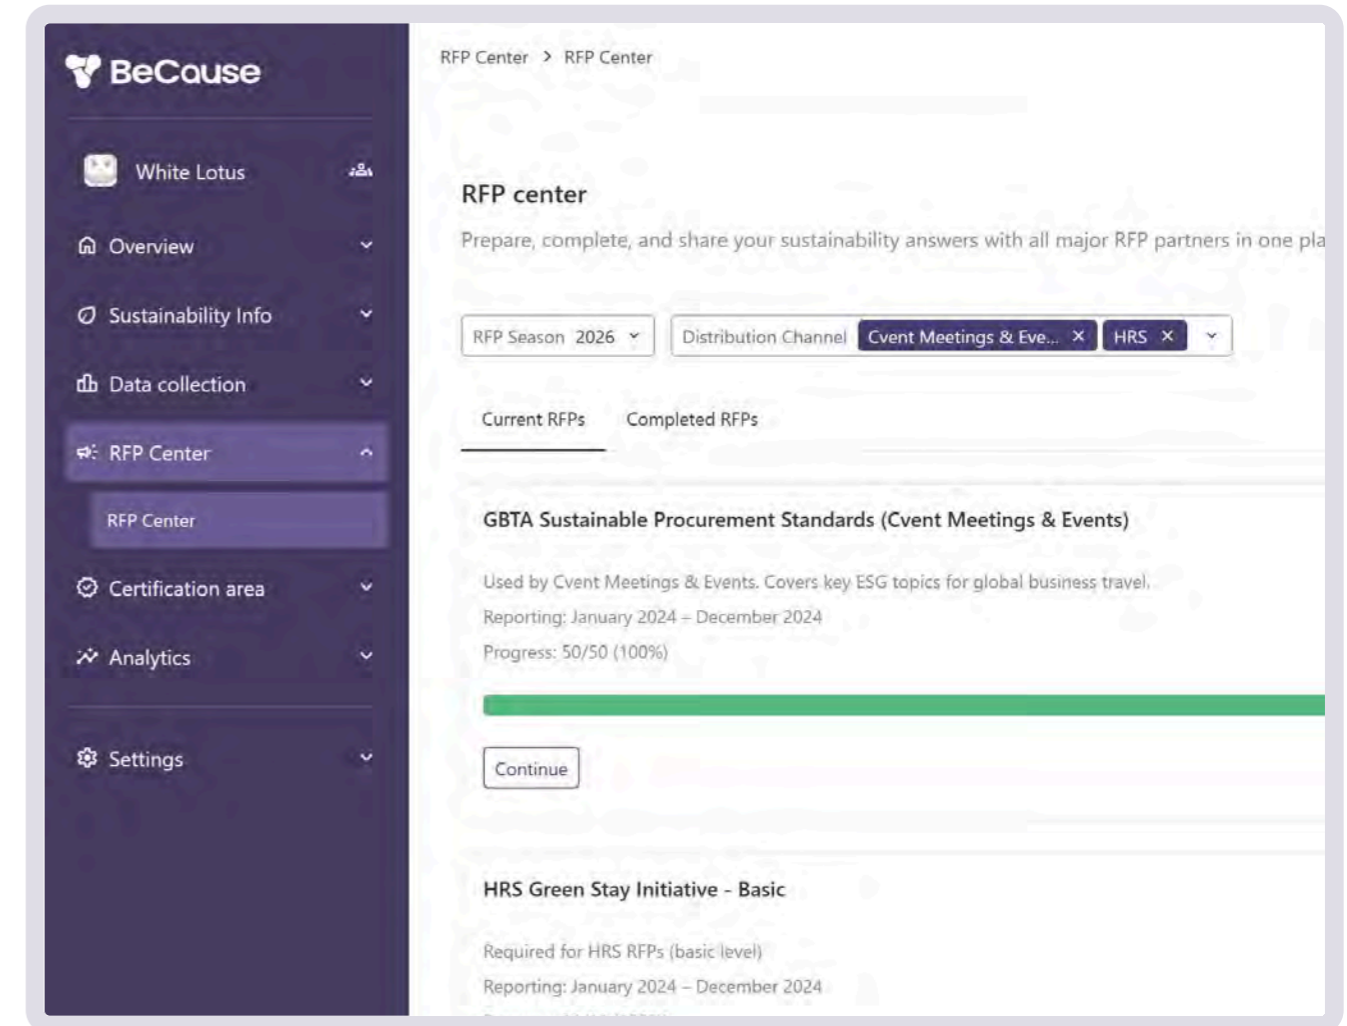 BeCause
White Lotus
Overview
Sustainability Info
Data collection
RFP Center
RFP Center
Certification area
Analytics
Settings
RFP Center > RFP Center
RFP center
Prepare, complete, and share your sustainability answers with all major RFP partners in one pla
RFP Season 2026
Distribution Channel Cvent Meetings & Eve... × HRS ×
Current RFPs Completed RFPs
GBTA Sustainable Procurement Standards (Cvent Meetings & Events)
Used by Cvent Meetings & Events. Covers key ESG topics for global business travel.
Reporting: January 2024 – December 2024
Progress: 50/50 (100%)
Continue
HRS Green Stay Initiative - Basic
Required for HRS RFPs (basic level)
Reporting: January 2024 – December 2024